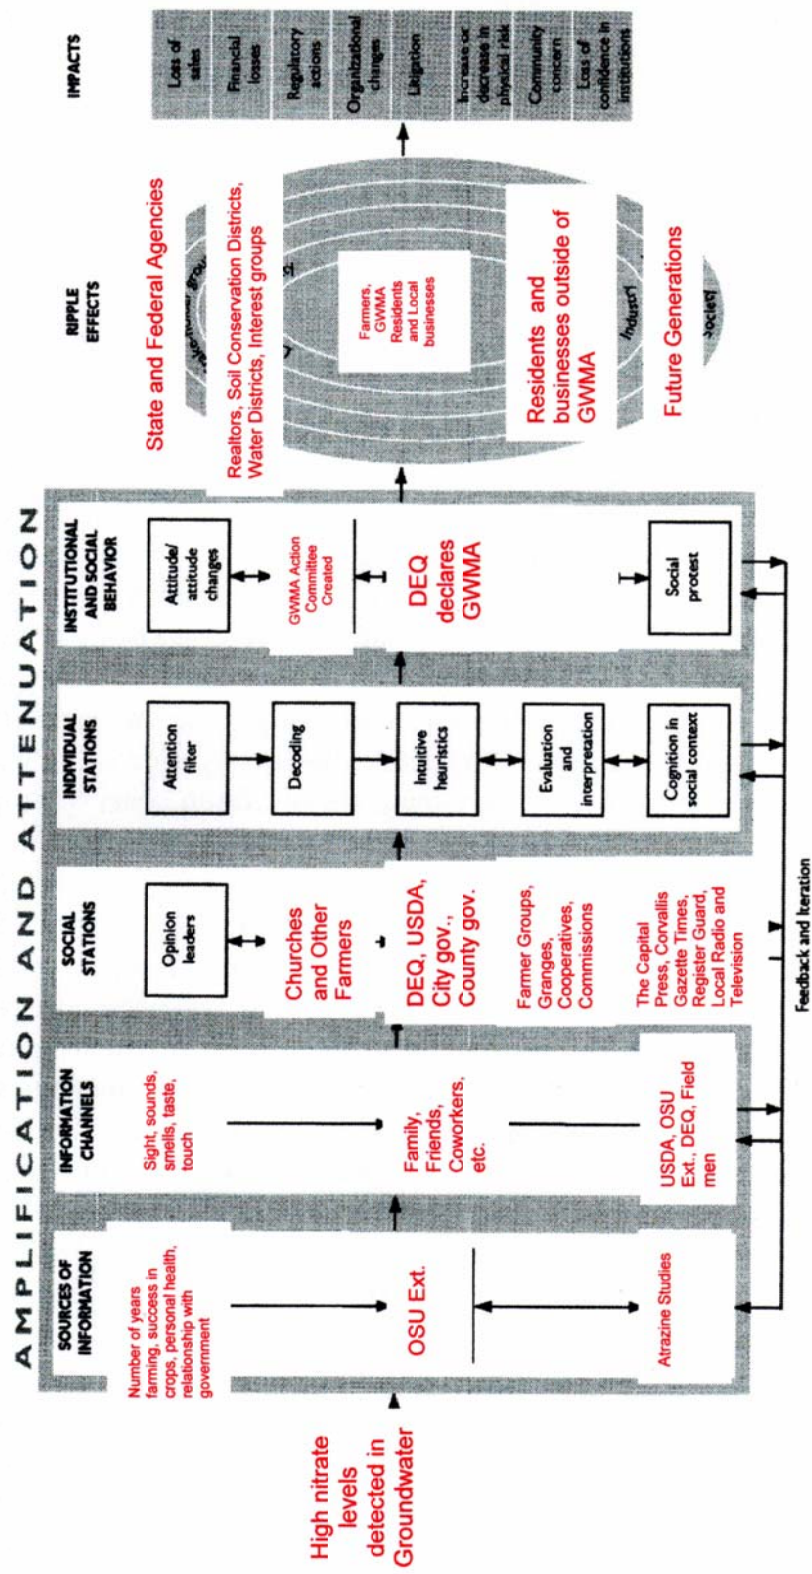 AMPLIFICATION AND ATTENUATION
High nitrate
levels
detected in
Groundwater
SOURCES OF
INFORMATION
Number of years
farming, success in
crops, personal health,
relationship with
government
OSU Ext.
Atrazine Studies
INFORMATION
CHANNELS
Sight, sounds,
smells, taste,
touch
Family,
Friends,
Coworkers,
etc.
USDA, OSU
Ext., DEQ, Field
men
SOCIAL
STATIONS
Opinion
leaders
Churches
and Other
Farmers
DEQ, USDA,
City gov.,
County gov.
Farmer Groups,
Granges,
Cooperatives,
Commissions
The Capital
Press, Corvallis
Gazette Times,
Register Guard,
Local Radio and
Television
INDIVIDUAL
STATIONS
Attention
filter
Decoding
Intuitive
heuristics
Evaluation
and
interpretation
Cognition in
social context
INSTITUTIONAL
AND SOCIAL
BEHAVIOR
Attitude/
attitude
changes
GWMA Action
Committee
Created
DEQ
declares
GWMA
Social
protest
RIPPLE
EFFECTS
State and Federal Agencies
Realtors, Soil Conservation Districts,
Water Districts, Interest groups
Farmers,
GWMA
Residents
and Local
businesses
Residents and
businesses outside of
GWMA
Industry
Future Generations
Society
IMPACTS
Loss of
sales
Financial
losses
Regulatory
actions
Organizational
changes
Litigation
Increase or
decrease in
physical risk
Community
concern
Loss of
confidence in
institutions
Feedback and Iteration